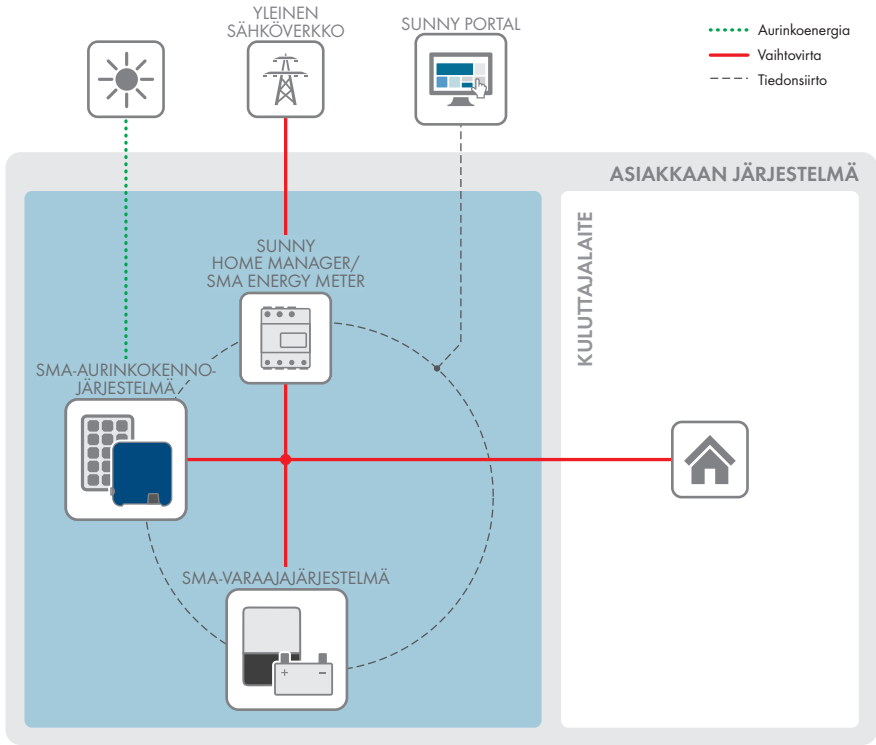 YLEINEN
SÄHKÖVERKKO
SUNNY PORTAL
Aurinkoenergia
Vaihtovirta
Tiedonsiirto
ASIAKKAAN JÄRJESTELMÄ
KULUTTAJALAITE
SUNNY
HOME MANAGER/
SMA ENERGY METER
SMA-AURINKOKENNO-
JÄRJESTELMÄ
SMA-VARAAJAJÄRJESTELMÄ
+ −